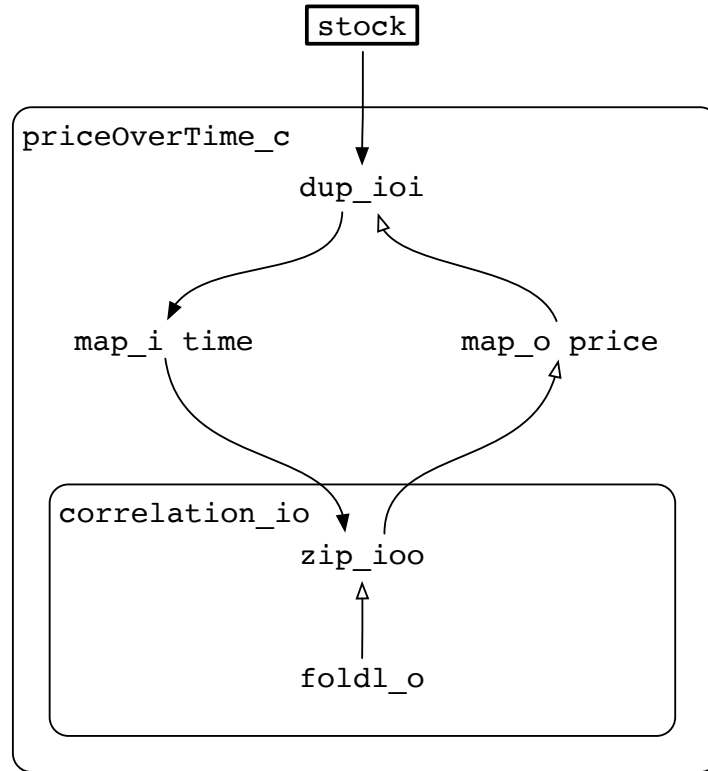 stock
priceOverTime_c
dup_ioi
map_i time
map_o price
correlation_io
zip_ioo
foldl_o